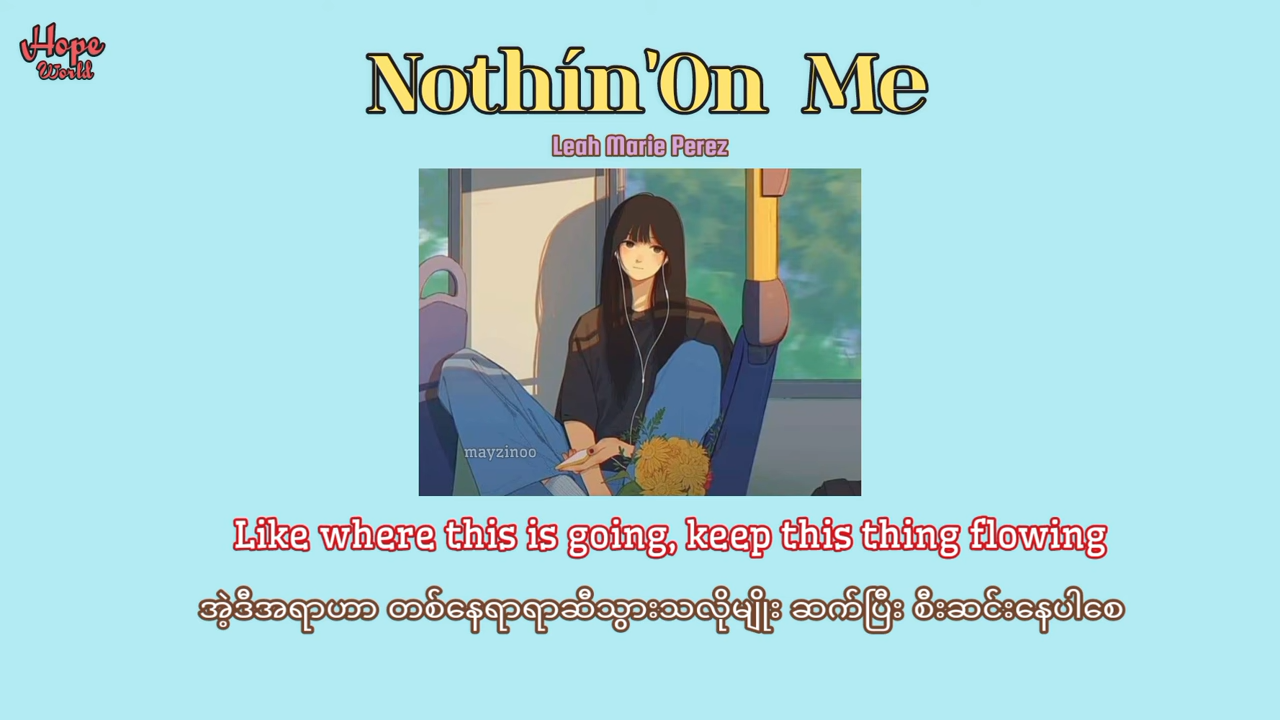 Hope
World
Nothín'On Me
Leah Marie Perez
mayzinoo
Like where this is going, keep this thing flowing
အဲ့ဒီအရာဟာ တစ်နေရာရာဆီသွားသလိုမျိုး ဆက်ပြီး စီးဆင်းနေပါစေ